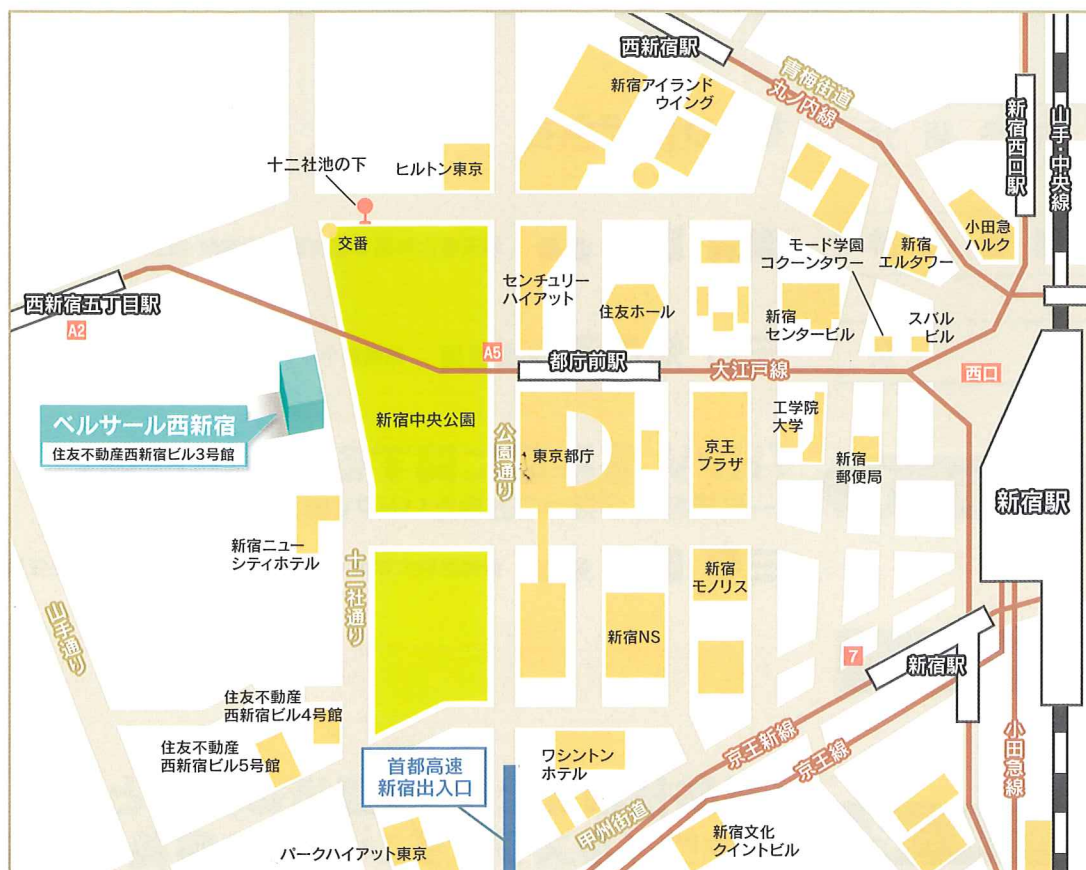 西新宿駅
青梅街道
丸ノ内線
新宿アイランド
ウイング
新宿西口駅
山手・中央線
十二社池の下
ヒルトン東京
交番
小田急
ハルク
新宿
エルタワー
モード学園
コクーンタワー
センチュリー
ハイアット
住友ホール
新宿
センタービル
スバル
ビル
西新宿五丁目駅
A2
A5
都庁前駅
大江戸線
西口
ベルサール西新宿
住友不動産西新宿ビル3号館
新宿中央公園
公園通り
東京都庁
京王
プラザ
工学院
大学
新宿
郵便局
新宿駅
新宿ニュー
シティホテル
十二社通り
山手通り
新宿
モノリス
新宿NS
7
新宿駅
住友不動産
西新宿ビル4号館
住友不動産
西新宿ビル5号館
首都高速
新宿出入口
ワシントン
ホテル
京王新線
京王線
小田急線
甲州街道
パークハイアット東京
新宿文化
クイントビル